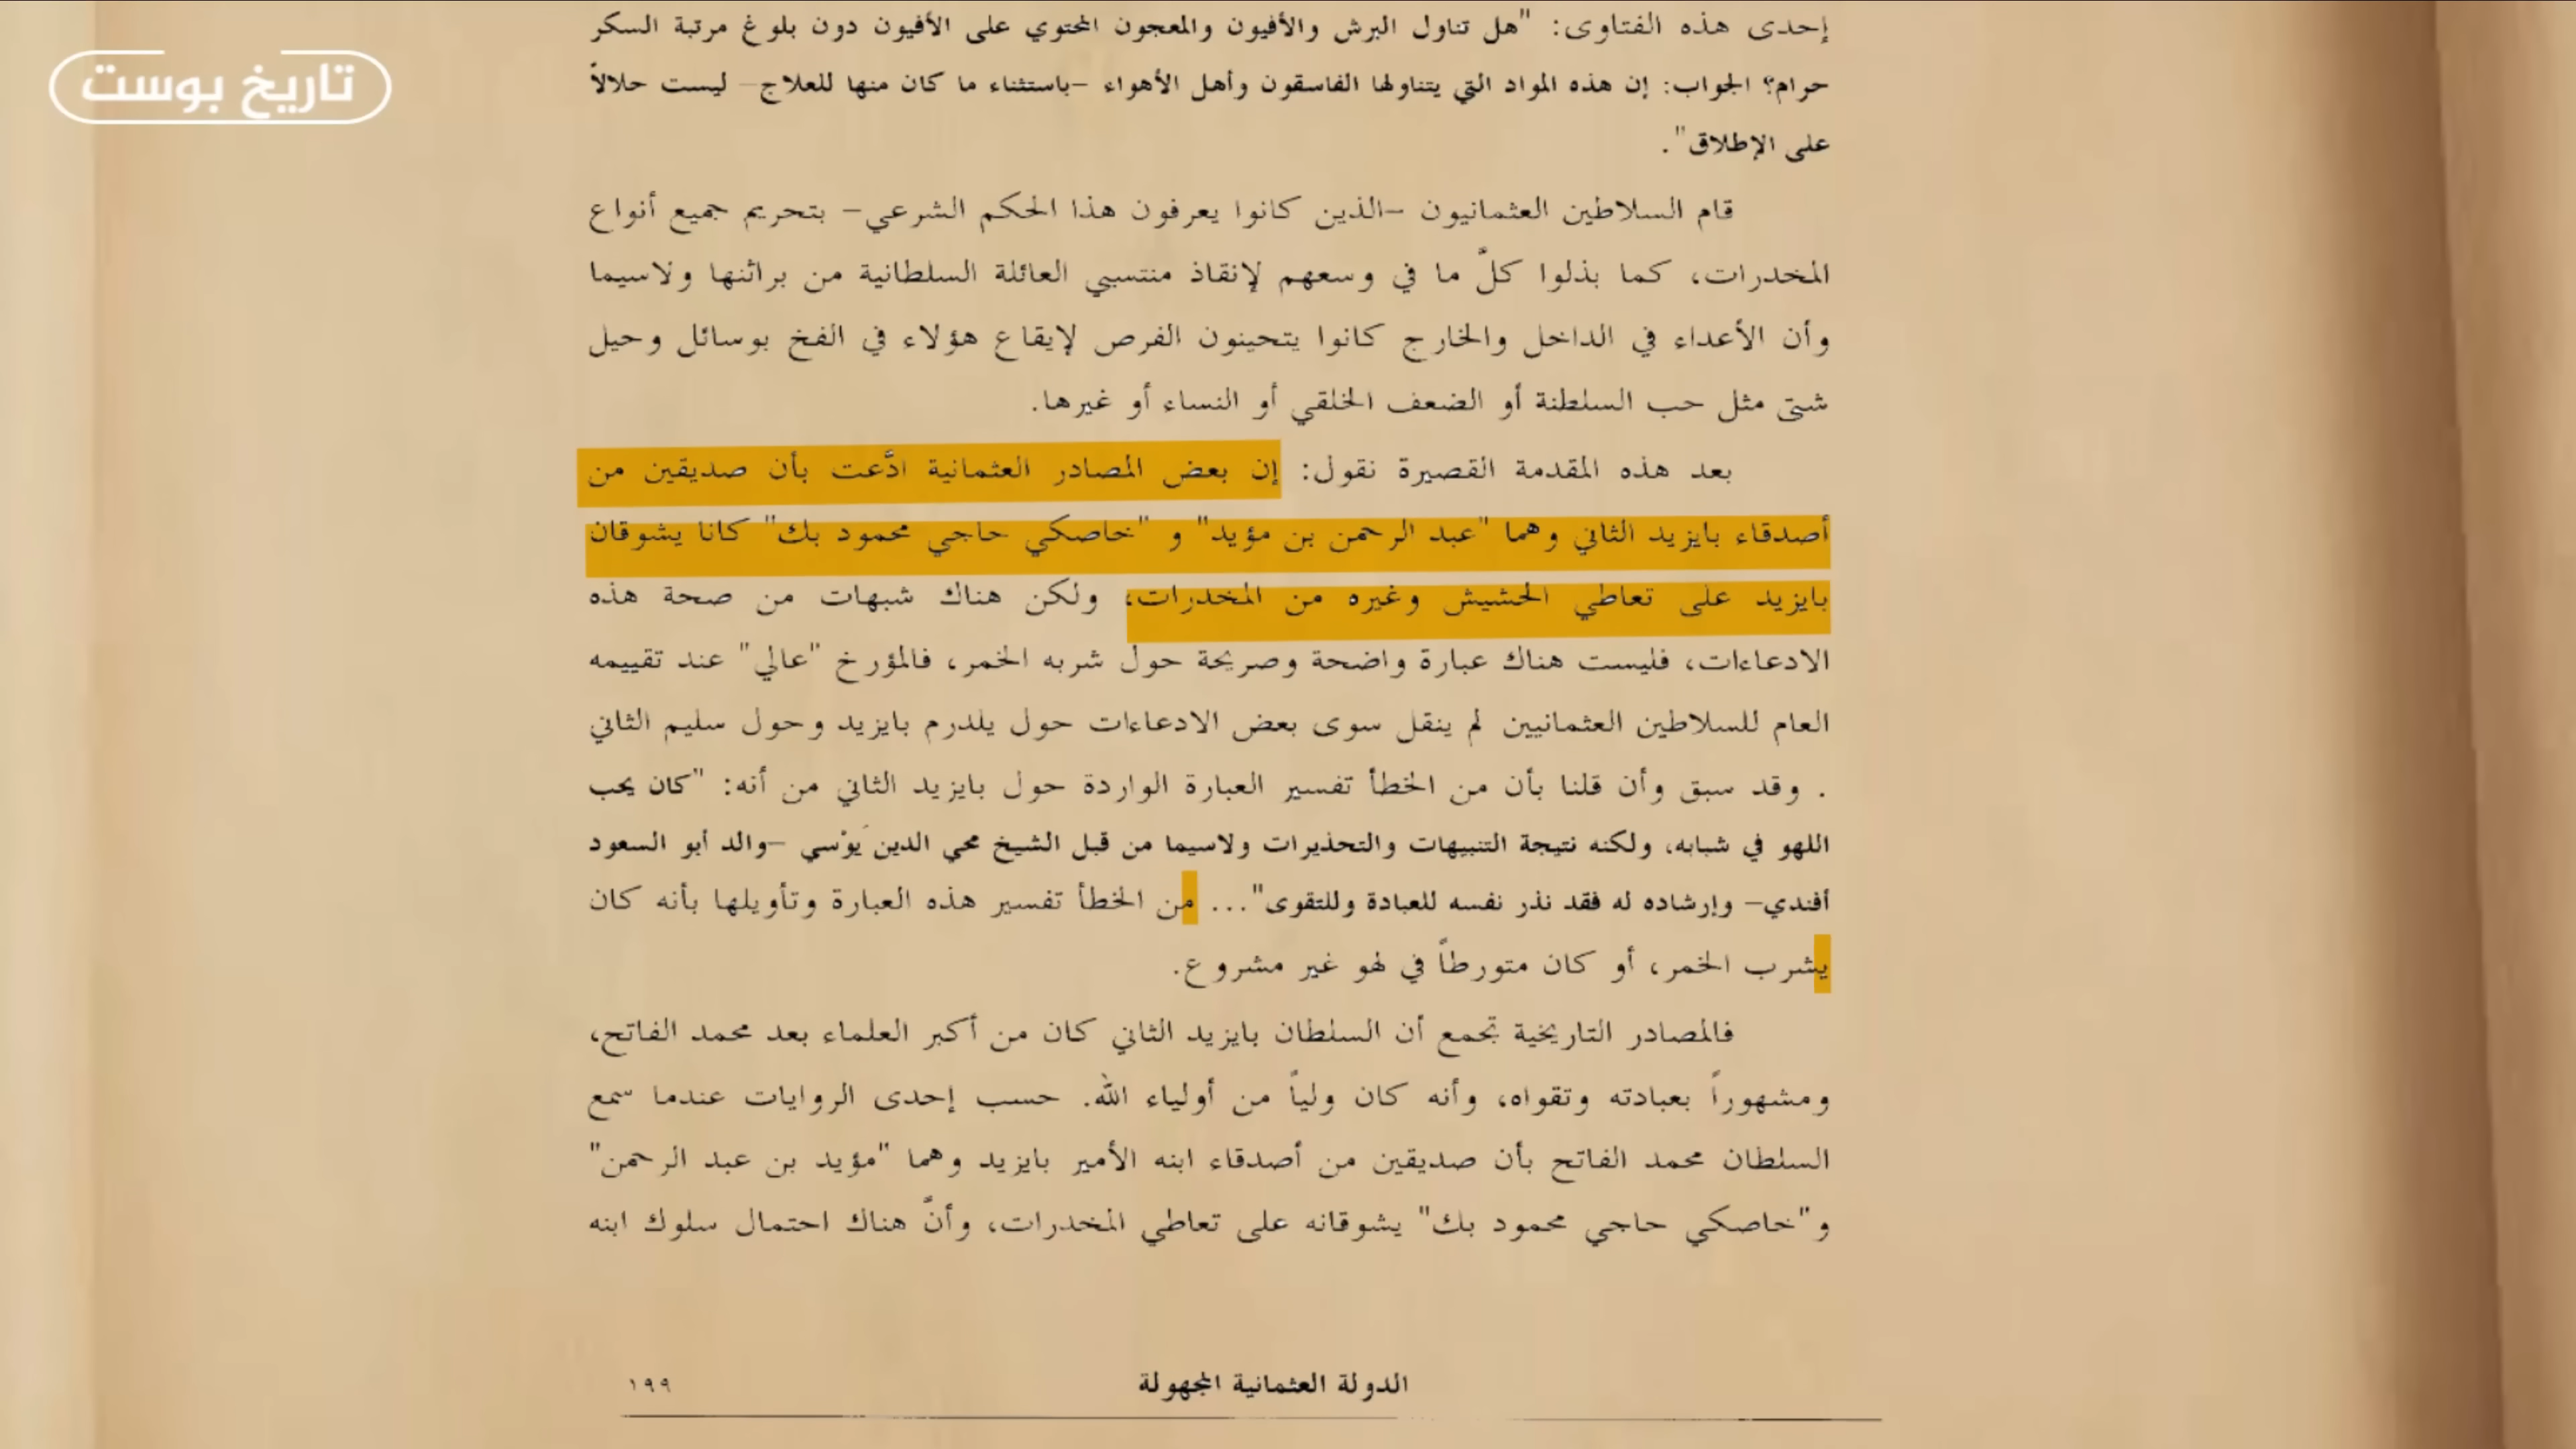 تاريخ بوست
إحدى هذه الفتاوى: "هل تناول البرش والأفيون والمعجون المحتوي على الأفيون دون بلوغ مرتبة السكر
حرام؟ الجواب: إن هذه المواد التي يتناولها الفاسقون وأهل الأهواء -باستثناء ما كان منها للعلاج- ليست حلالاً
على الإطلاق".
قام السلاطين العثمانيون -الذين كانوا يعرفون هذا الحكم الشرعي- بتحريم جميع أنواع
المخدرات، كما بذلوا كلَّ ما في وسعهم لإنقاذ منتسبي العائلة السلطانية من براثنها ولاسيما
وأن الأعداء في الداخل والخارج كانوا يتحينون الفرص لإيقاع هؤلاء في الفخ بوسائل وحيل
شتى مثل حب السلطنة أو الضعف الخلقي أو النساء أو غيرها.
بعد هذه المقدمة القصيرة نقول: إن بعض المصادر العثمانية ادَّعت بأن صديقين من
أصدقاء بايزيد الثاني وهما "عبد الرحمن بن مؤيد" و "خاصكي حاجي محمود بك" كانا يشوقان
بايزيد على تعاطي الحشيش وغيره من المخدرات، ولكن هناك شبهات من صحة هذه
الادعاءات، فليست هناك عبارة واضحة وصريحة حول شربه الخمر، فالمؤرخ "عالي" عند تقييمه
العام للسلاطين العثمانيين لم ينقل سوى بعض الادعاءات حول يلدرم بايزيد وحول سليم الثاني
. وقد سبق وأن قلنا بأن من الخطأ تفسير العبارة الواردة حول بايزيد الثاني من أنه: "كان يحب
اللهو في شبابه، ولكنه نتيجة التنبيهات والتحذيرات ولاسيما من قبل الشيخ محي الدين يَوْسي -والد أبو السعود
أفندي- وإرشاده له فقد نذر نفسه للعبادة وللتقوى"... من الخطأ تفسير هذه العبارة وتأويلها بأنه كان
يشرب الخمر، أو كان متورطاً في لهو غير مشروع.
فالمصادر التاريخية تجمع أن السلطان بايزيد الثاني كان من أكبر العلماء بعد محمد الفاتح،
ومشهوراً بعبادته وتقواه، وأنه كان ولياً من أولياء الله. حسب إحدى الروايات عندما سمع
السلطان محمد الفاتح بأن صديقين من أصدقاء ابنه الأمير بايزيد وهما "مؤيد بن عبد الرحمن"
و"خاصكي حاجي محمود بك" يشوقانه على تعاطي المخدرات، وأنَّ هناك احتمال سلوك ابنه
الدولة العثمانية المجهولة
١٩٩